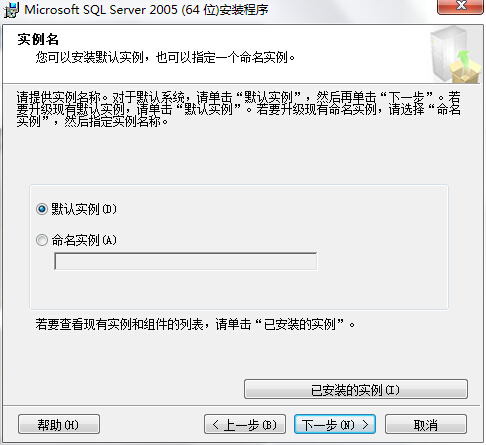 Microsoft SQL Server 2005 (64 位)安装程序
实例名
您可以安装默认实例，也可以指定一个命名实例。
请提供实例名称。对于默认系统，请单击“默认实例”，然后再单击“下一步”。若
要升级现有默认实例，请单击“默认实例”。若要升级现有命名实例，请选择“命名
实例”，然后指定实例名称。
默认实例(D)
命名实例(A)
若要查看现有实例和组件的列表，请单击“已安装的实例”。
已安装的实例(I)
帮助(H)
< 上一步(B)
下一步(N) >
取消